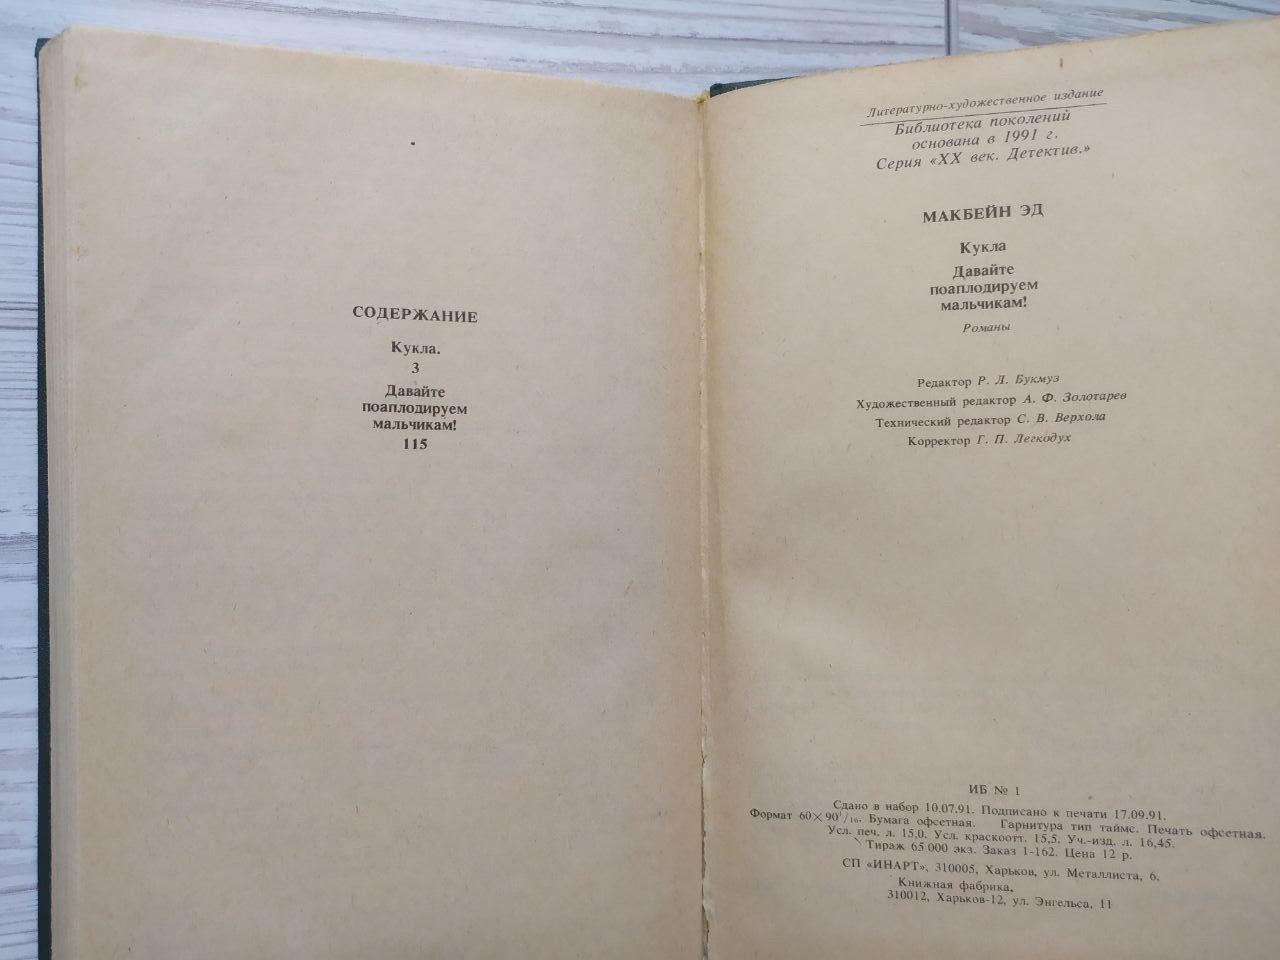 СОДЕРЖАНИЕ
Кукла.
3
Давайте
поаплодируем
мальчикам!
115
Литературно-художественное издание
Библиотека поколений
основана в 1991 г.
Серия «XX век. Детектив.»
МАКБЕЙН ЭД
Кукла
Давайте
поаплодируем
мальчикам!
Романы
Редактор Р. Л. Букмуз
Художественный редактор А. Ф. Золотарев
Технический редактор С. В. Верхола
Корректор Г. П. Легкодух
ИБ № 1
Сдано в набор 10.07.91. Подписано к печати 17.09.91.
Формат 60×90¹/₁₆. Бумага офсетная. Гарнитура тип таймс. Печать офсетная.
Усл. печ. л. 15,0. Усл. краскоотт. 15,5. Уч.-изд. л. 16,45.
Тираж 65 000 экз. Заказ 1-162. Цена 12 р.
СП «ИНАРТ», 310005, Харьков, ул. Металлиста, 6.
Книжная фабрика,
310012, Харьков-12, ул. Энгельса, 11